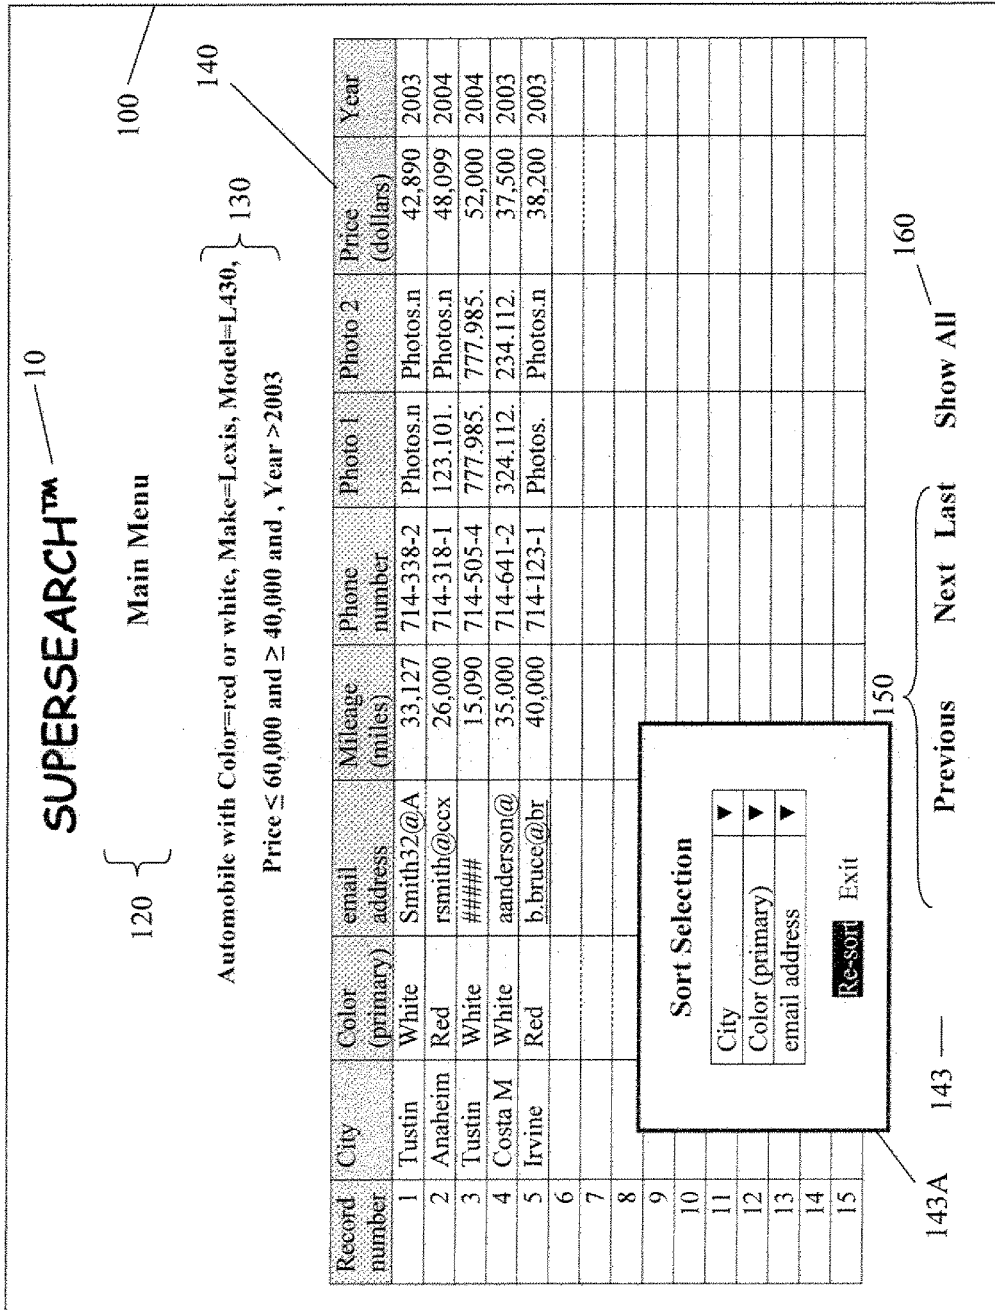 100
SUPERSEARCH™ 10
120 Main Menu
Automobile with Color=red or white, Make=Lexis, Model=L430, 130
Price ≤ 60,000 and ≥ 40,000 and , Year >2003
140
Record number City Color (primary) email address Mileage (miles) Phone number Photo 1 Photo 2 Price (dollars) Year
1 Tustin White Smith32@A 33,127 714-338-2 Photos.n Photos.n 42,890 2003
2 Anaheim Red rsmith@ccx 26,000 714-318-1 123.101. Photos.n 48,099 2004
3 Tustin White ##### 15,090 714-505-4 777.985. 777.985. 52,000 2004
4 Costa M White aanderson@ 35,000 714-641-2 324.112. 234.112. 37,500 2003
5 Irvine Red b.bruce@br 40,000 714-123-1 Photos. Photos.n 38,200 2003
6
7
8
9
10
11
12
13
14
15
Sort Selection
City ▼
Color (primary) ▼
email address ▼
Re-sort Exit
143A 143 150 160
Previous Next Last Show All